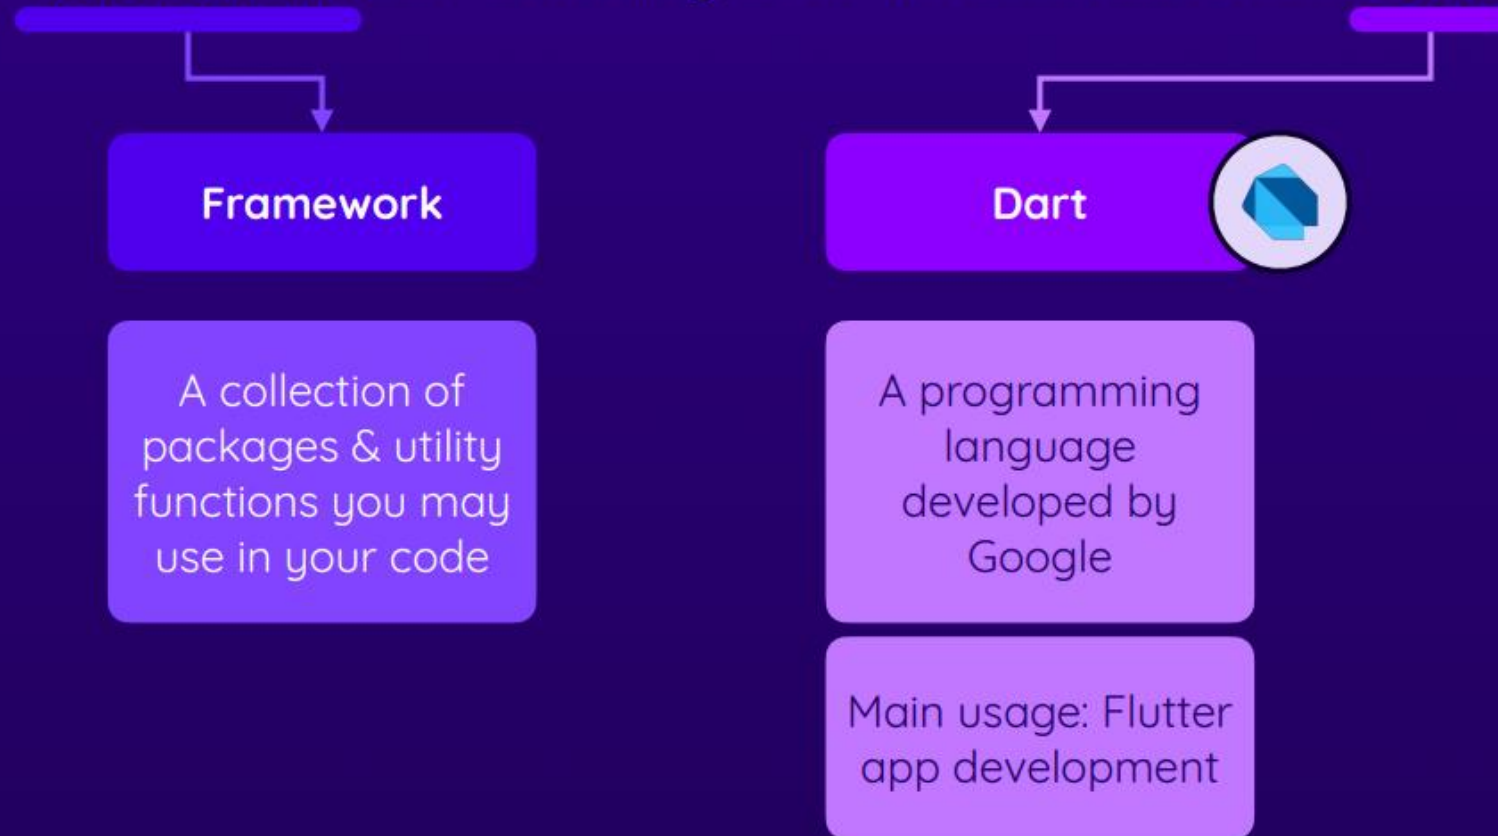 Framework
A collection of
packages & utility
functions you may
use in your code
Dart
A programming
language
developed by
Google
Main usage: Flutter
app development